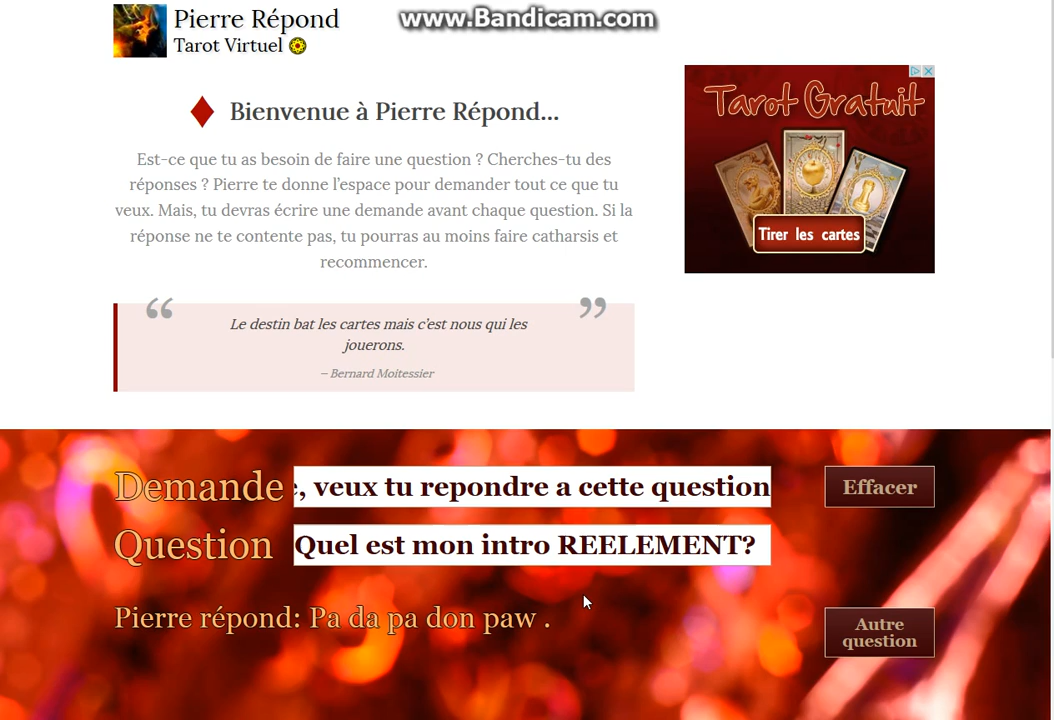 www.Bandicam.com
Pierre Répond
Tarot Virtuel
Bienvenue à Pierre Répond...
Est-ce que tu as besoin de faire une question ? Cherches-tu des
réponses ? Pierre te donne l'espace pour demander tout ce que tu
veux. Mais, tu devras écrire une demande avant chaque question. Si la
réponse ne te contente pas, tu pourras au moins faire catharsis et
recommencer.
Tarot Gratuit
Tirer les cartes
“ Le destin bat les cartes mais c'est nous qui les ”
jouerons.
– Bernard Moitessier
Demande , veux tu repondre a cette question Effacer
Question Quel est mon intro REELEMENT?
Pierre répond: Pa da pa don paw .
Autre
question